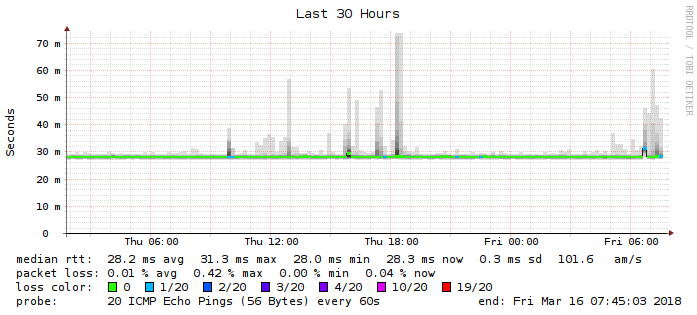 Last 30 Hours
RRDTOOL / TOBI OETIKER
Seconds
70 m
60 m
50 m
40 m
30 m
20 m
10 m
0
Thu 06:00 Thu 12:00 Thu 18:00 Fri 00:00 Fri 06:00
median rtt: 28.2 ms avg 31.3 ms max 28.0 ms min 28.3 ms now 0.3 ms sd 101.6 am/s
packet loss: 0.01 % avg 0.42 % max 0.00 % min 0.04 % now
loss color: 0 1/20 2/20 3/20 4/20 10/20 19/20
probe: 20 ICMP Echo Pings (56 Bytes) every 60s end: Fri Mar 16 07:45:03 2018